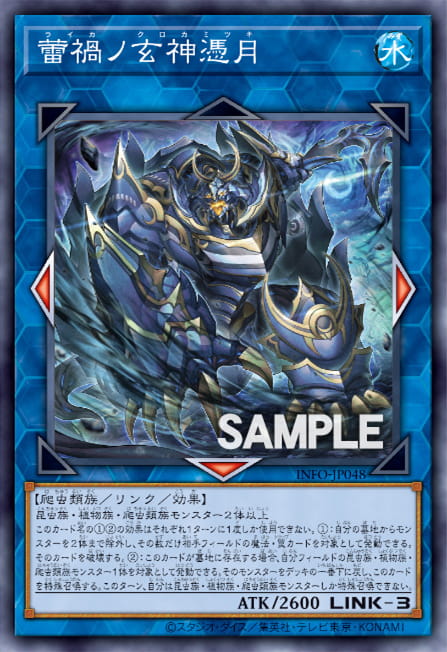 ライカ クロカミツキ
蕾禍ノ玄神憑月
みず
水
SAMPLE
INFO-JP048
【爬虫類族／リンク／効果】
昆虫族・植物族・爬虫類族モンスター２体以上
このカード名の①②の効果はそれぞれ１ターンに１度しか使用できない。①：自分の墓地からモン
スターを２体まで除外し、その数だけ相手フィールドの魔法・罠カードを対象として発動できる。
そのカードを破壊する。②：このカードが墓地に存在する場合、自分フィールドの昆虫族・植物族・
爬虫類族モンスター１体を対象として発動できる。そのモンスターをデッキの一番下に戻し、このカード
を特殊召喚する。このターン、自分は昆虫族・植物族・爬虫類族モンスターしか特殊召喚できない。
ATK/2600 LINK-3
©スタジオ・ダイス／集英社・テレビ東京・KONAMI